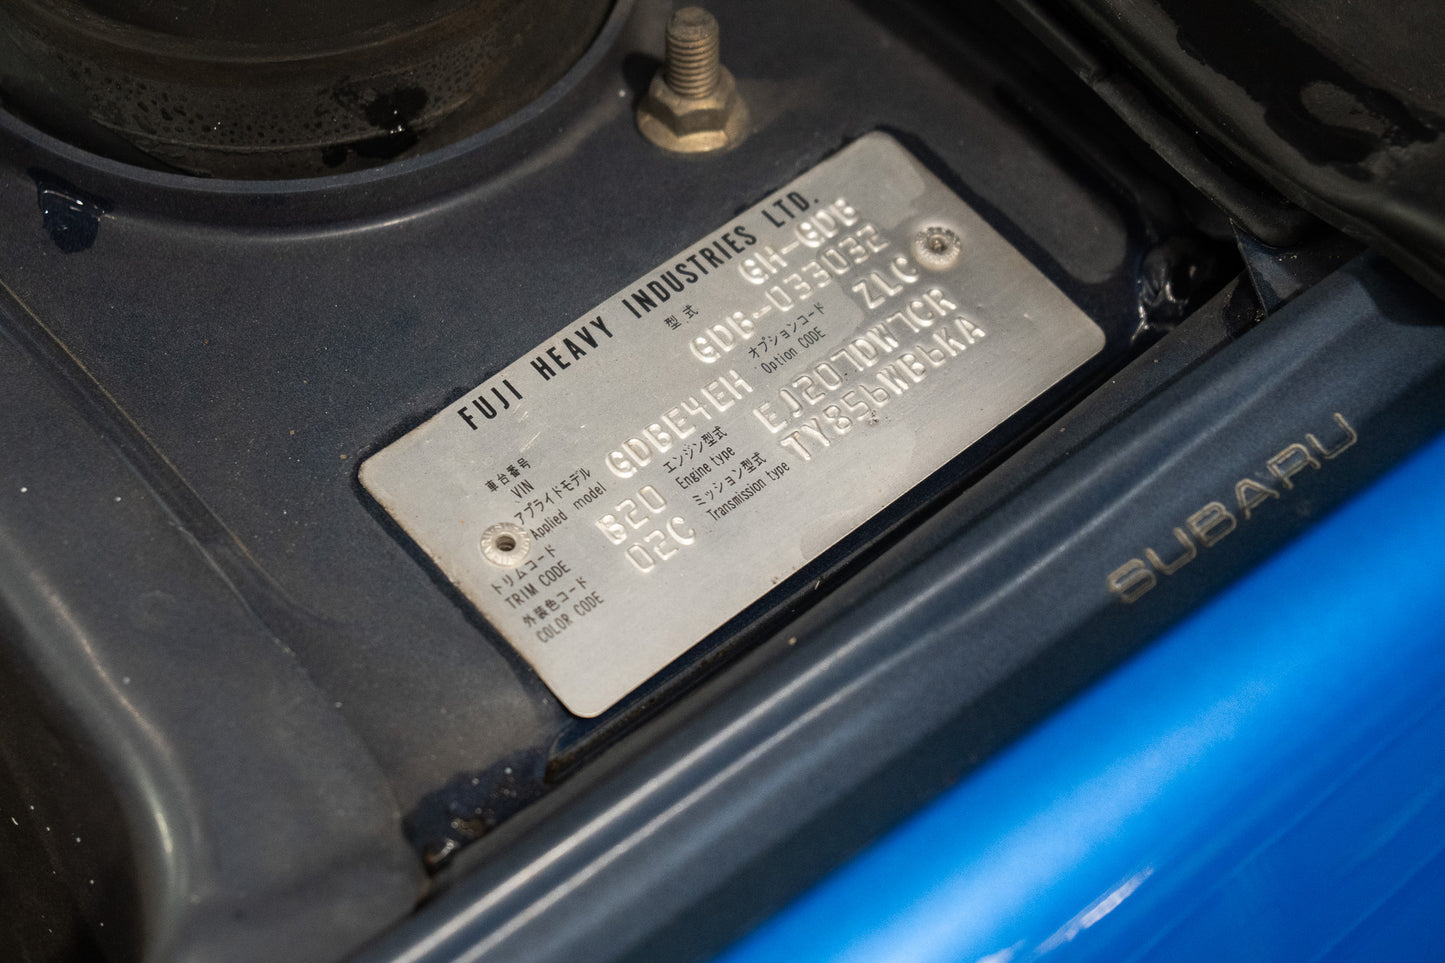 FUJI HEAVY INDUSTRIES LTD.
型式 GH-GDB
車台番号
VIN GDB-033032
アプライドモデル
Applied model GDBE4EH
オプションコード
Option CODE ZLC
トリムコード
TRIM CODE B20
エンジン型式
Engine type EJ207DW7CR
外装色コード
COLOR CODE 02C
ミッション型式
Transmission type TY856WB6KA
SUBARU